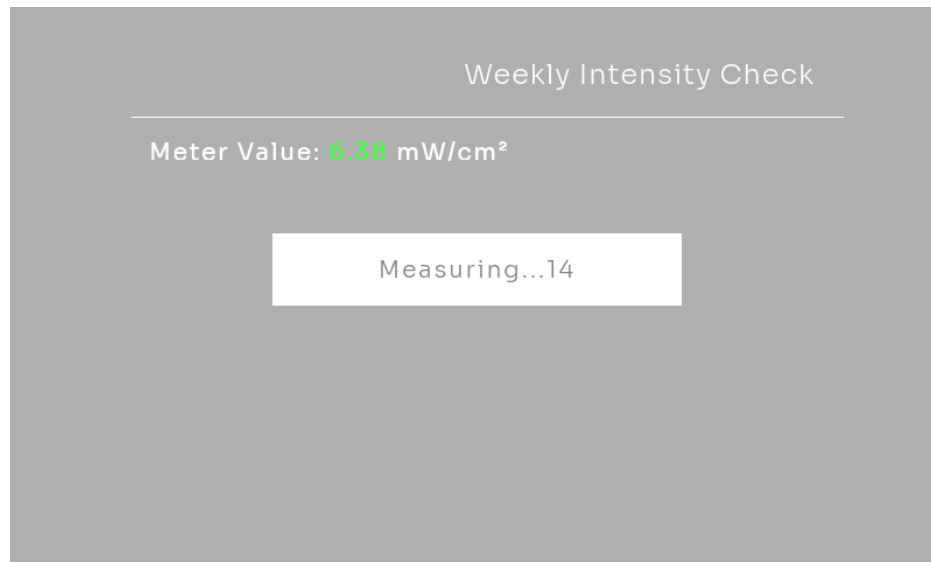 Weekly Intensity Check
Meter Value: 6.38 mW/cm²
Measuring...14